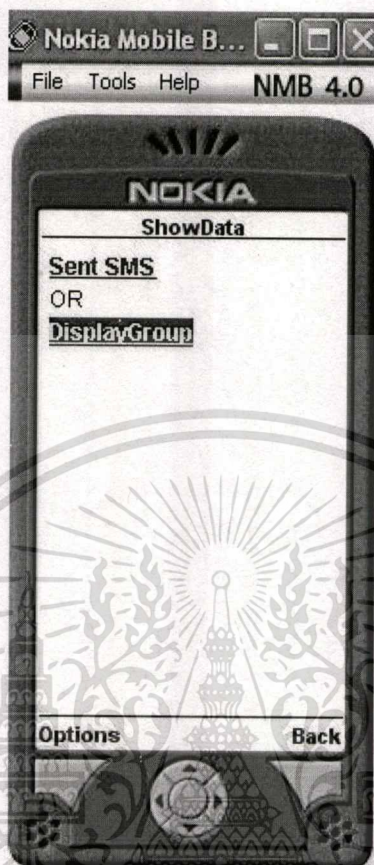 Nokia Mobile B...
File Tools Help NMB 4.0
NOKIA
ShowData
Sent SMS
OR
DisplayGroup
Options Back